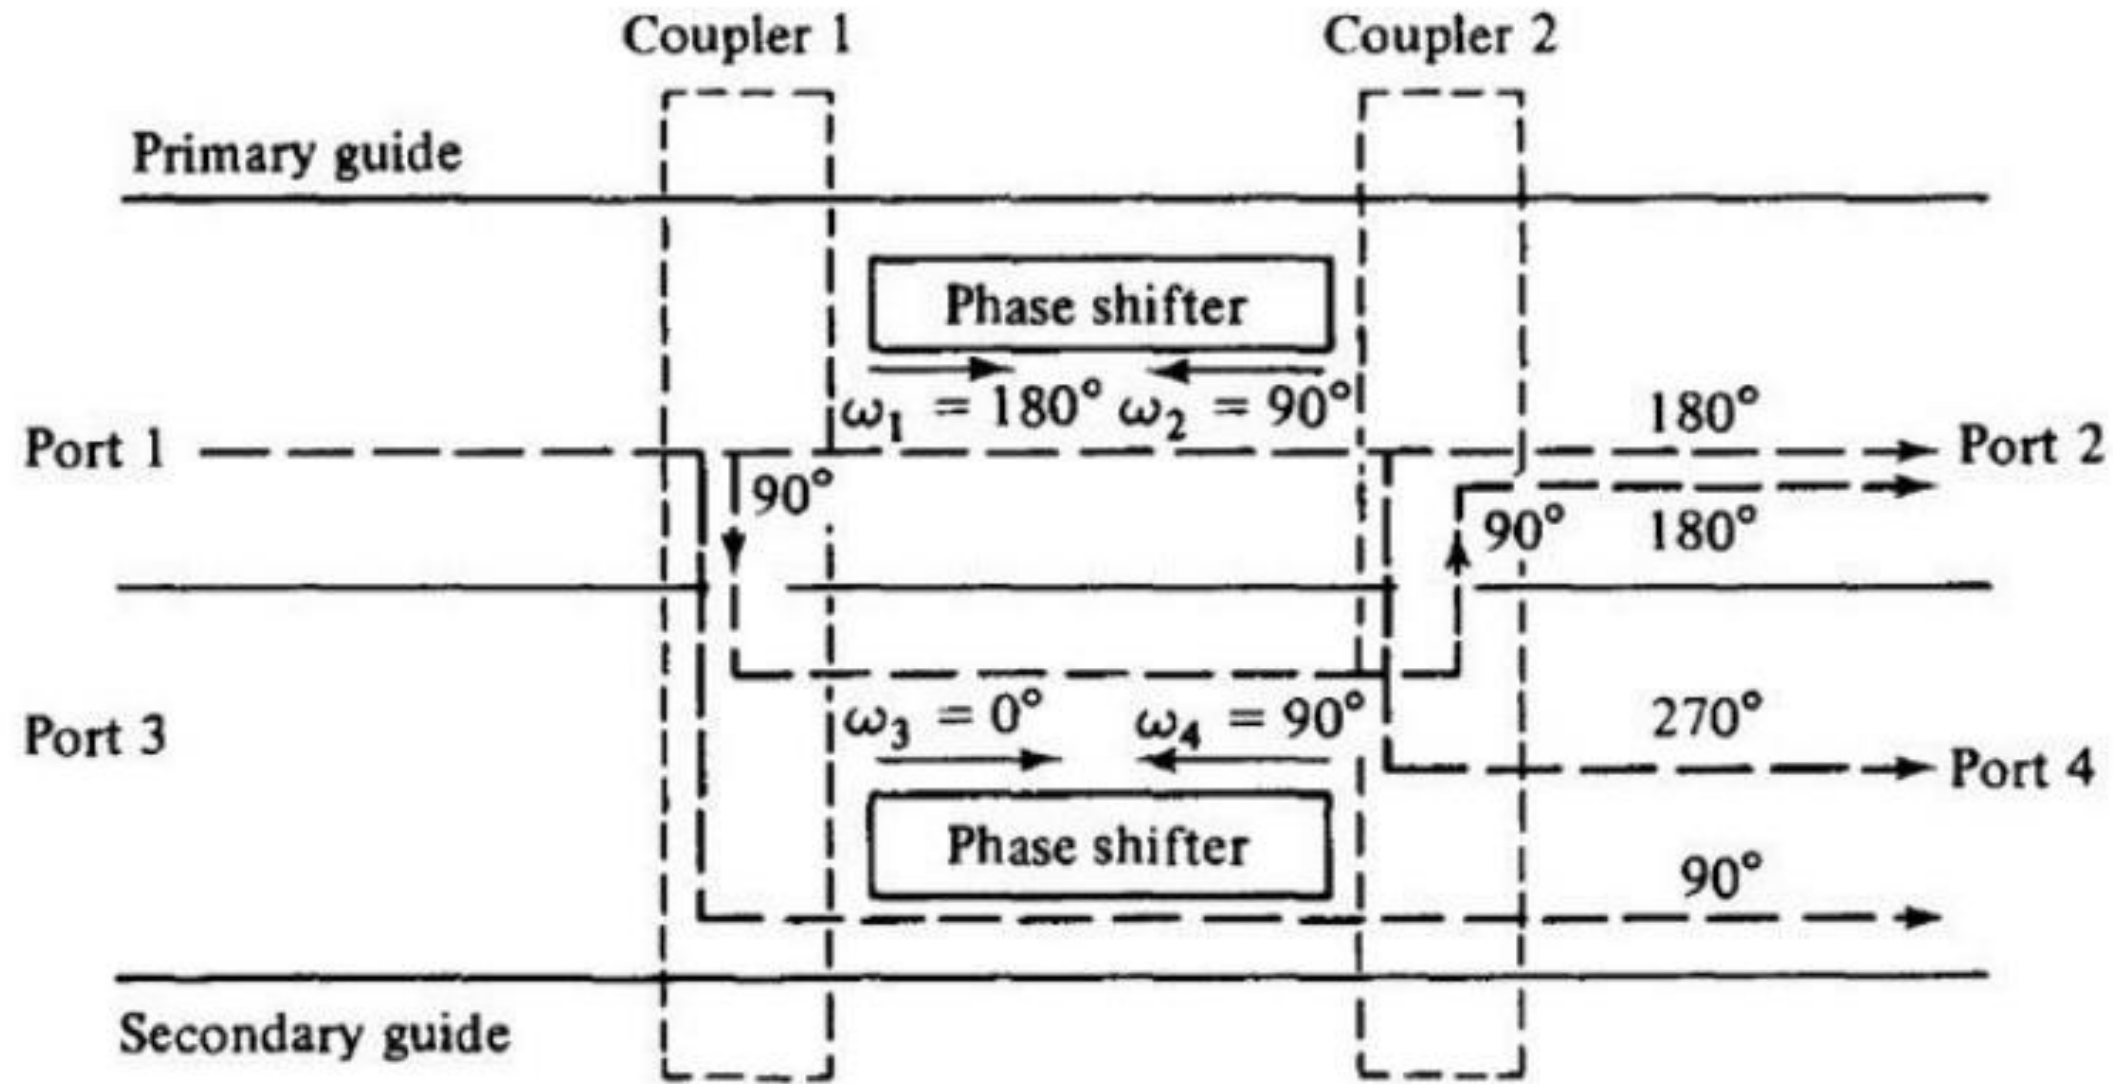 Coupler 1
Coupler 2
Primary guide
Phase shifter
ω₁ = 180° ω₂ = 90°
180°
Port 1
Port 2
90°
90°
180°
ω₃ = 0°
ω₄ = 90°
270°
Port 3
Port 4
Phase shifter
90°
Secondary guide